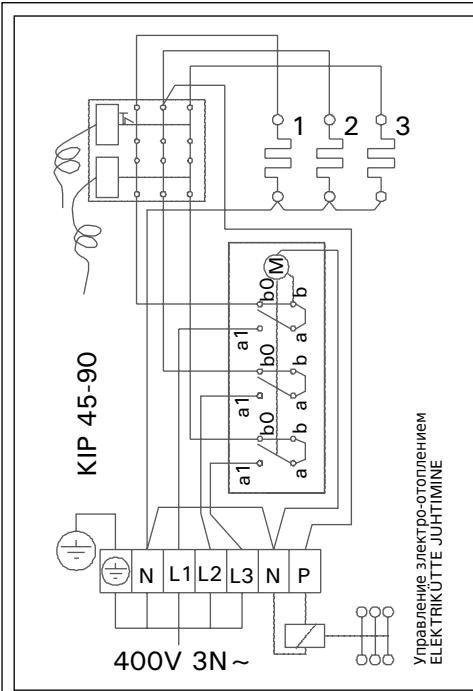 1 2 3
M
b0 b
a1 a
b0 b
a1 a
b0 b
a1 a
KIP 45-90
N L1 L2 L3 N P
400V 3N ~
Управление злектро-отоплением
ELEKTRIKÜTTE JUHTIMINE